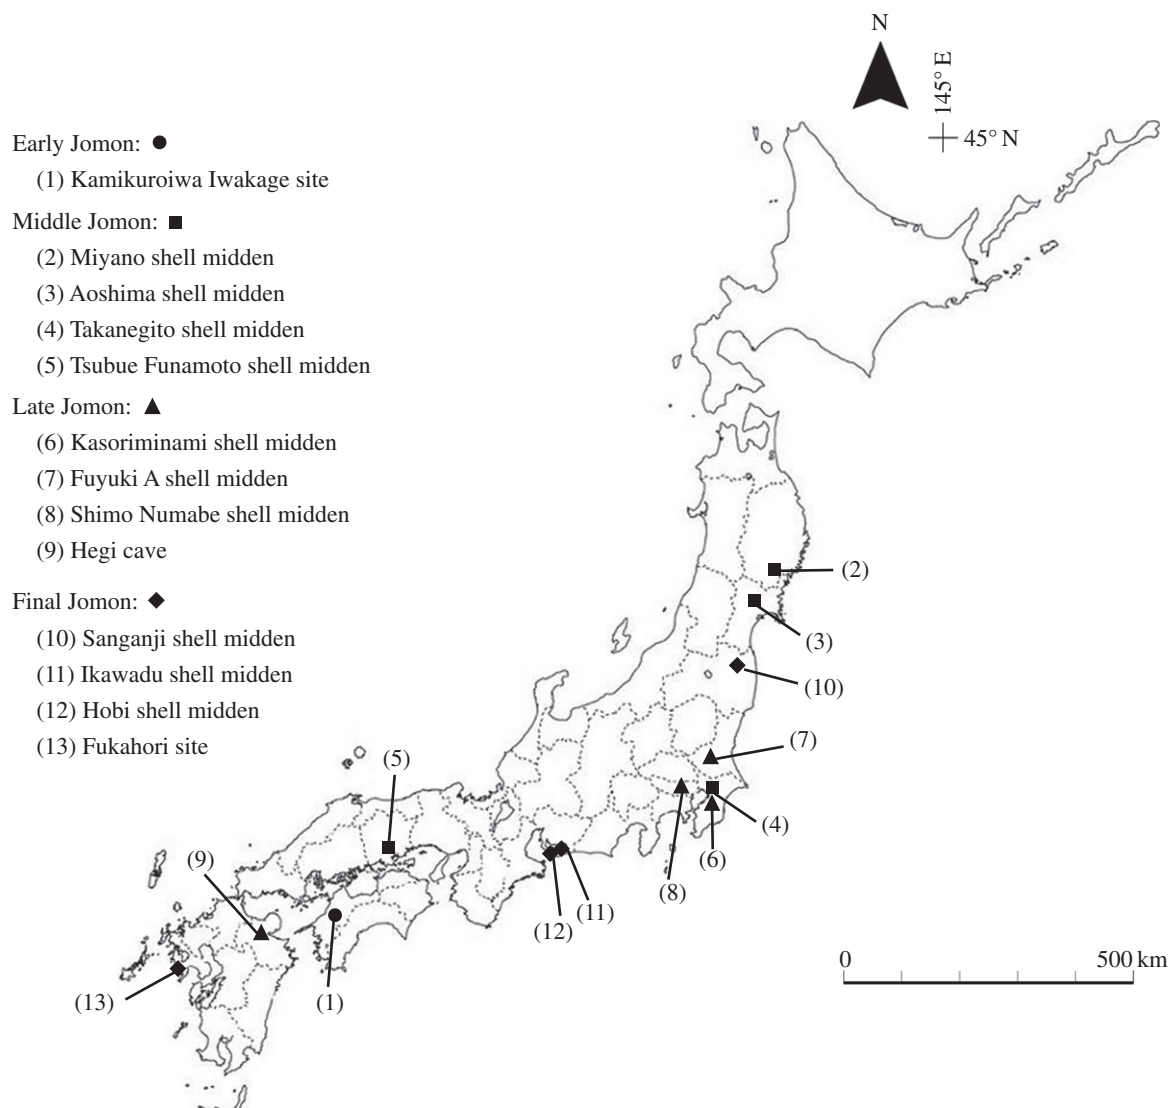 N
145° E
45° N
Early Jomon: ●
(1) Kamikuroiwa Iwakage site
Middle Jomon: ■
(2) Miyano shell midden
(3) Aoshima shell midden
(4) Takanegito shell midden
(5) Tsubue Funamoto shell midden
Late Jomon: ▲
(6) Kasoriminami shell midden
(7) Fuyuki A shell midden
(8) Shimo Numabe shell midden
(9) Hegi cave
Final Jomon: ◆
(10) Sanganji shell midden
(11) Ikawadu shell midden
(12) Hobi shell midden
(13) Fukahori site
(2)
(3)
(10)
(7)
(5)
(4)
(6)
(9)
(8)
(11)
(12)
(13)
(1)
0 500 km